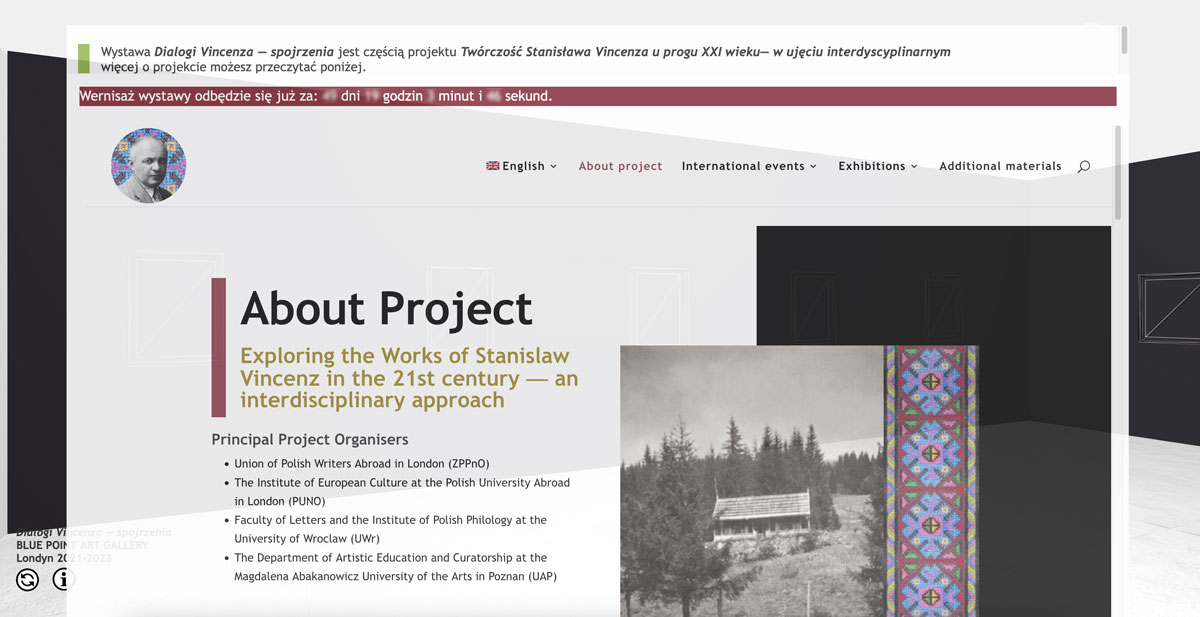 Wystawa Dialogi Vincenza — spojrzenia jest częścią projektu Twórczość Stanisława Vincenza u progu XXI wieku— w ujęciu interdyscyplinarnym
więcej o projekcie możesz przeczytać poniżej.
Wernisaż wystawy odbędzie się już za: dni godzin minut i sekund.
English About project International events Exhibitions Additional materials
About Project
Exploring the Works of Stanislaw
Vincenz in the 21st century — an
interdisciplinary approach
Principal Project Organisers
• Union of Polish Writers Abroad in London (ZPPnO)
• The Institute of European Culture at the Polish University Abroad
in London (PUNO)
• Faculty of Letters and the Institute of Polish Philology at the
University of Wroclaw (UWr)
• The Department of Artistic Education and Curatorship at the
Magdalena Abakanowicz University of the Arts in Poznan (UAP)
Dialogi Vincenza — spojrzenia
BLUE POINT ART GALLERY
Londyn 2021-2023